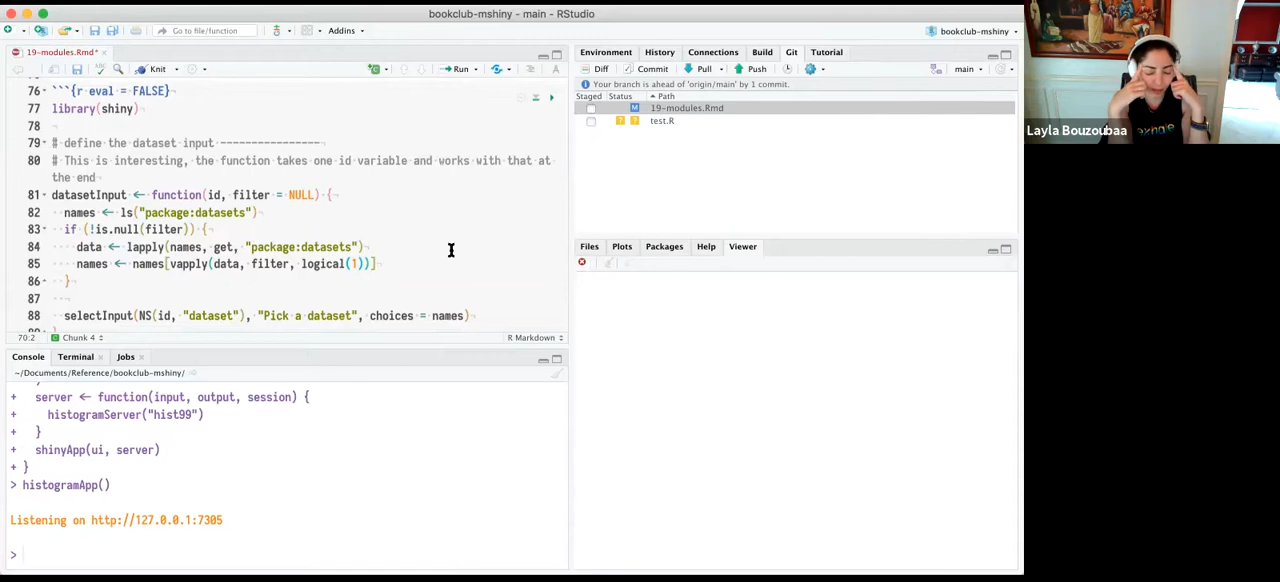 bookclub-mshiny - main - RStudio
Go to file/function
Addins
bookclub-mshiny
19-modules.Rmd*
Knit
Run
76 ```{r eval = FALSE}
77 library(shiny)
78
79 # define the dataset input ----------------
80 # This is interesting, the function takes one id variable and works with that at
the end
81 datasetInput <- function(id, filter = NULL) {
82 names <- ls("package:datasets")
83 if (!is.null(filter)) {
84 data <- lapply(names, get, "package:datasets")
85 names <- names[vapply(data, filter, logical(1))]
86 }
87
88 selectInput(NS(id, "dataset"), "Pick a dataset", choices = names)
70:2 Chunk 4 R Markdown
Console Terminal Jobs
~/Documents/Reference/bookclub-mshiny/
+ server <- function(input, output, session) {
+ histogramServer("hist99")
+ }
+ shinyApp(ui, server)
+ }
> histogramApp()
Listening on http://127.0.0.1:7305
>
Environment History Connections Build Git Tutorial
Diff Commit Pull Push main
Your branch is ahead of 'origin/main' by 1 commit.
Staged Status Path
M 19-modules.Rmd
? ? test.R
Files Plots Packages Help Viewer
Layla Bouzoubaa